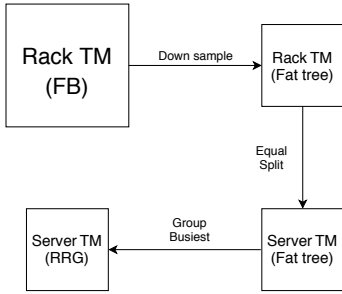 Rack TM
(FB)
Down sample
Rack TM
(Fat tree)
Equal
Split
Server TM
(RRG)
Group
Busiest
Server TM
(Fat tree)